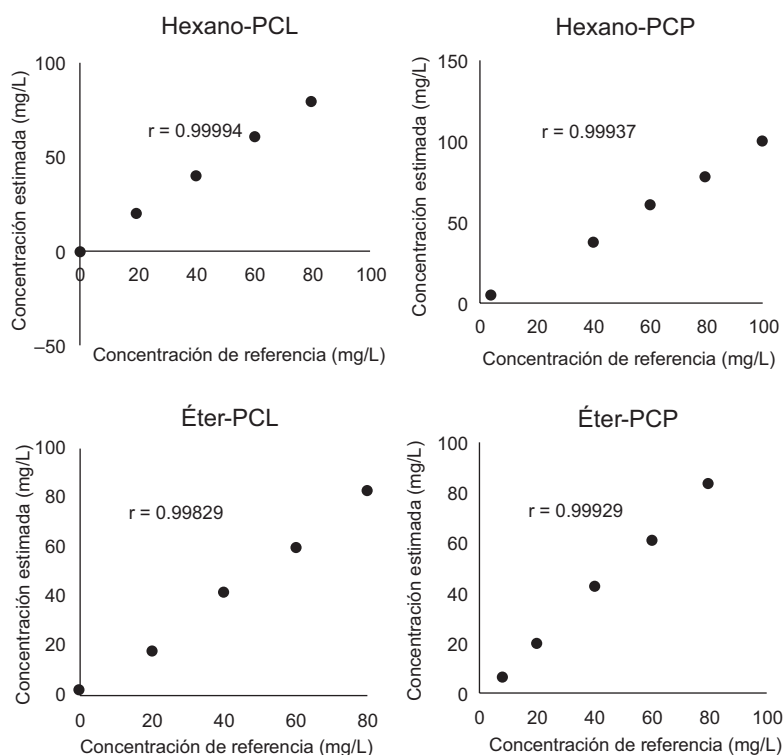 Hexano-PCL
Concentración estimada (mg/L)
100
50
0
–50
r = 0.99994
0 20 40 60 80 100
Concentración de referencia (mg/L)
Hexano-PCP
Concentración estimada (mg/L)
150
100
50
0
r = 0.99937
0 20 40 60 80 100
Concentración de referencia (mg/L)
Éter-PCL
Concentración estimada (mg/L)
100
80
60
40
20
0
r = 0.99829
0 20 40 60 80
Concentración de referencia (mg/L)
Éter-PCP
Concentración estimada (mg/L)
100
80
60
40
20
0
r = 0.99929
0 20 40 60 80 100
Concentración de referencia (mg/L)